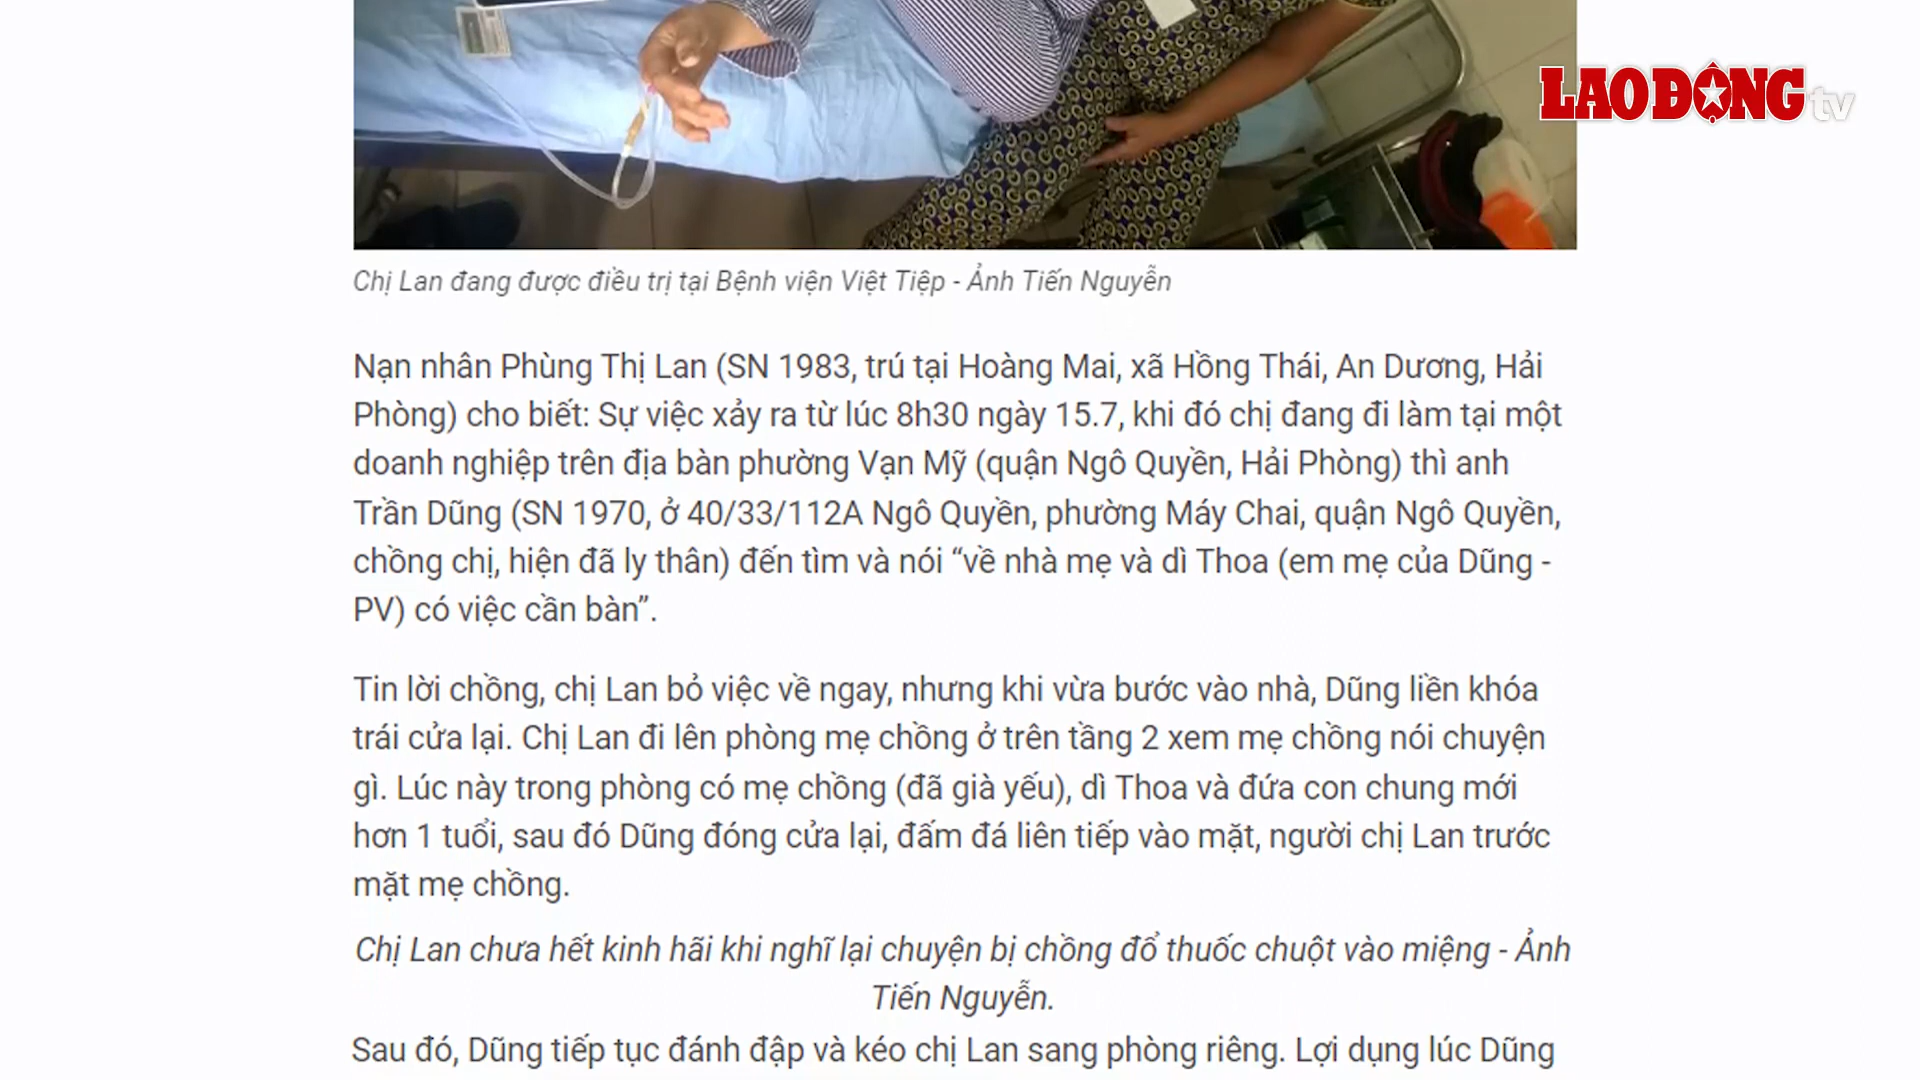 LAO ĐỘNG tv
Chị Lan đang được điều trị tại Bệnh viện Việt Tiệp - Ảnh Tiến Nguyễn
Nạn nhân Phùng Thị Lan (SN 1983, trú tại Hoàng Mai, xã Hồng Thái, An Dương, Hải
Phòng) cho biết: Sự việc xảy ra từ lúc 8h30 ngày 15.7, khi đó chị đang đi làm tại một
doanh nghiệp trên địa bàn phường Vạn Mỹ (quận Ngô Quyền, Hải Phòng) thì anh
Trần Dũng (SN 1970, ở 40/33/112A Ngô Quyền, phường Máy Chai, quận Ngô Quyền,
chồng chị, hiện đã ly thân) đến tìm và nói “về nhà mẹ và dì Thoa (em mẹ của Dũng -
PV) có việc cần bàn”.
Tin lời chồng, chị Lan bỏ việc về ngay, nhưng khi vừa bước vào nhà, Dũng liền khóa
trái cửa lại. Chị Lan đi lên phòng mẹ chồng ở trên tầng 2 xem mẹ chồng nói chuyện
gì. Lúc này trong phòng có mẹ chồng (đã già yếu), dì Thoa và đứa con chung mới
hơn 1 tuổi, sau đó Dũng đóng cửa lại, đấm đá liên tiếp vào mặt, người chị Lan trước
mặt mẹ chồng.
Chị Lan chưa hết kinh hãi khi nghĩ lại chuyện bị chồng đổ thuốc chuột vào miệng - Ảnh
Tiến Nguyễn.
Sau đó, Dũng tiếp tục đánh đập và kéo chị Lan sang phòng riêng. Lợi dụng lúc Dũng